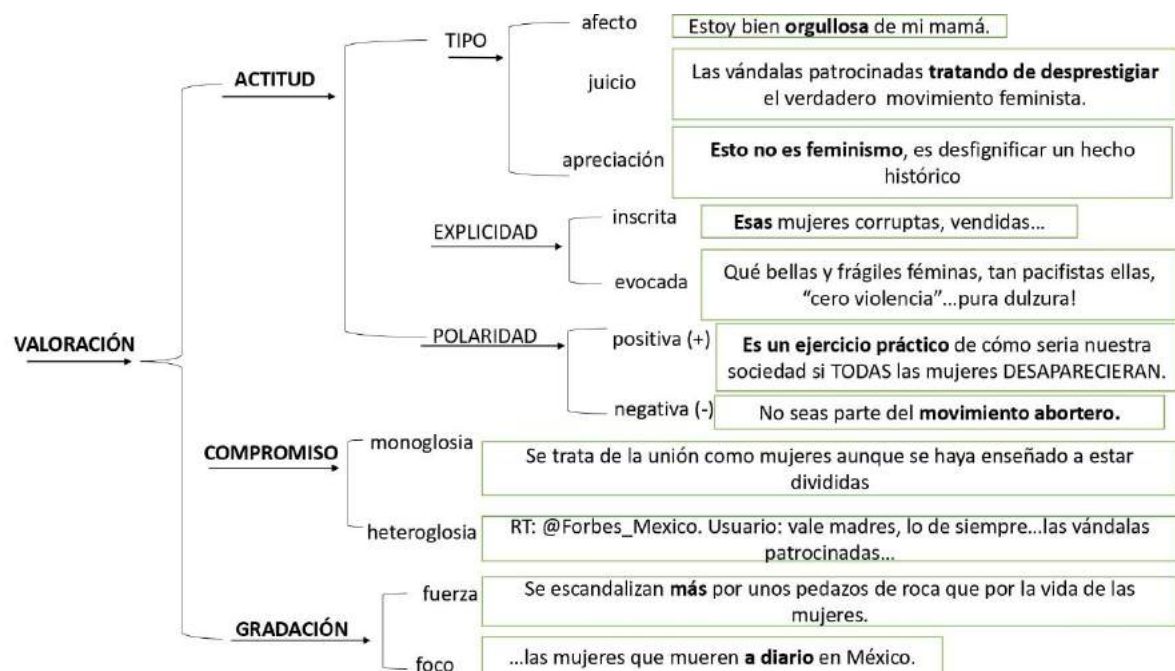 afecto
Estoy bien orgullosa de mi mamá.
TIPO
ACTITUD
juicio
Las vándalas patrocinadas tratando de desprestigiar
el verdadero movimiento feminista.
apreciación
Esto no es feminismo, es desfignificar un hecho
histórico
EXPLICIDAD
inscrita
Esas mujeres corruptas, vendidas...
evocada
Qué bellas y frágiles féminas, tan pacifistas ellas,
“cero violencia”...pura dulzura!
VALORACIÓN
POLARIDAD
positiva (+)
Es un ejercicio práctico de cómo seria nuestra
sociedad si TODAS las mujeres DESAPARECIERAN.
negativa (-)
No seas parte del movimiento abortero.
COMPROMISO
monoglosia
Se trata de la unión como mujeres aunque se haya enseñado a estar
divididas
heteroglosia
RT: @Forbes_Mexico. Usuario: vale madres, lo de siempre...las vándalas
patrocinadas...
GRADACIÓN
fuerza
Se escandalizan más por unos pedazos de roca que por la vida de las
mujeres.
foco
...las mujeres que mueren a diario en México.